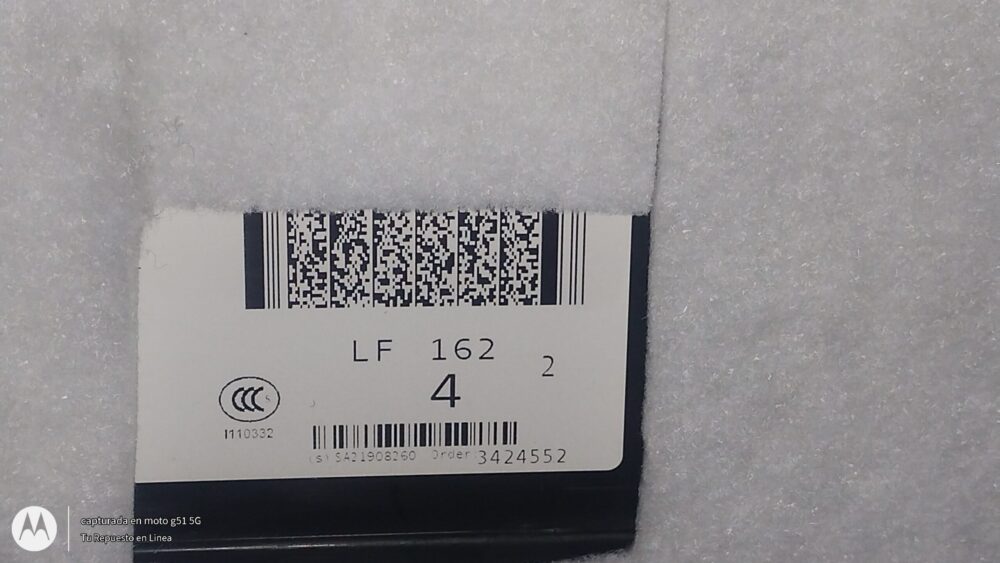 LF 162
2
4
CCC S
I110332
(s) SA21908260 Order 3424552
capturada en moto g51 5G
Tu Repuesto en Linea